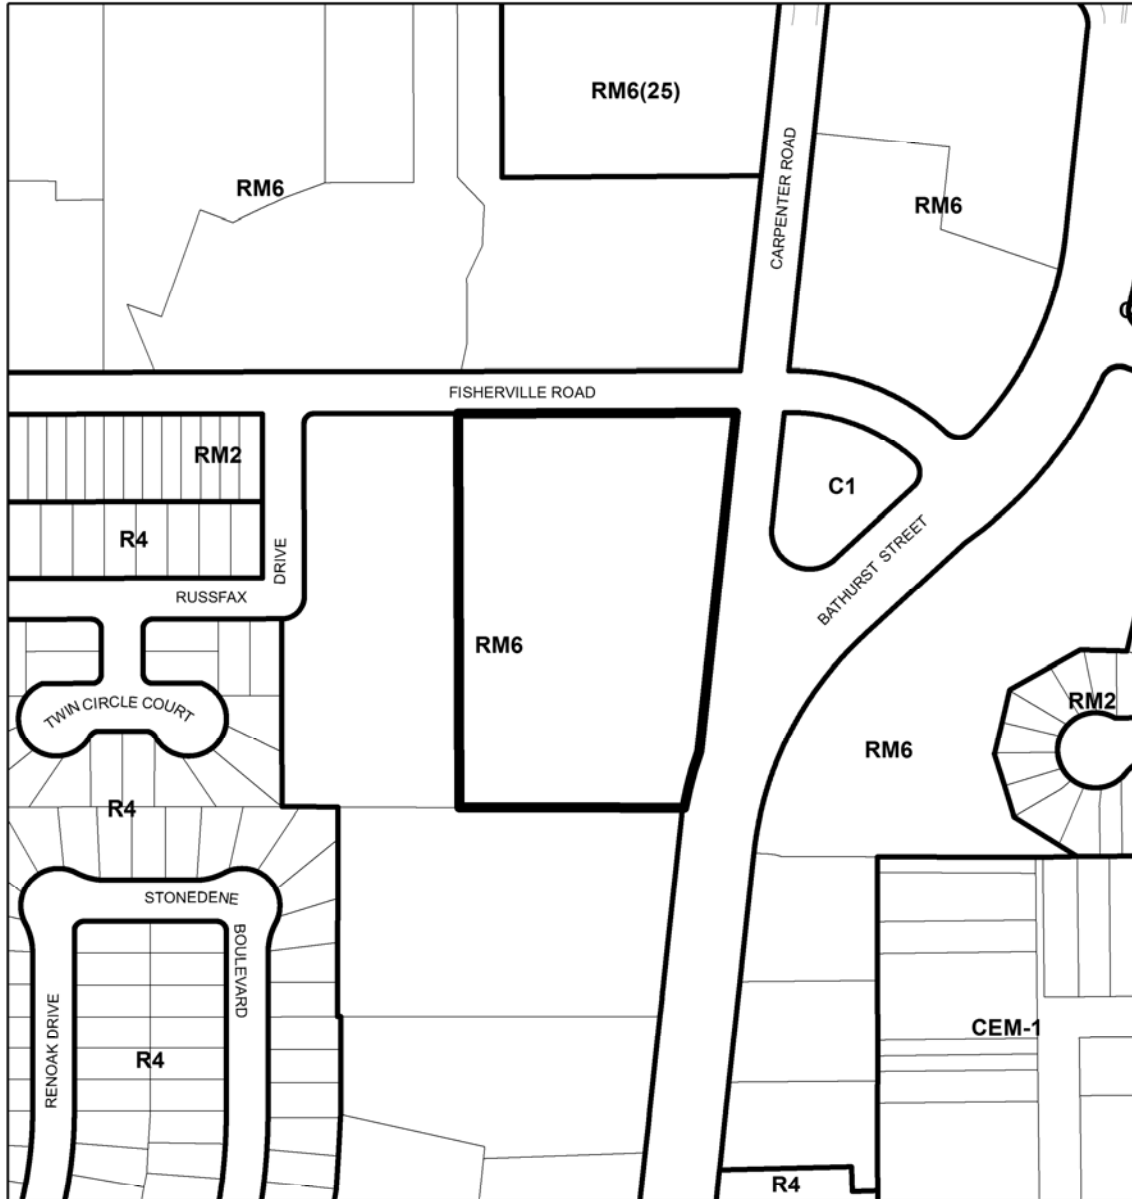 RM6(25)
CARPENTER ROAD
RM6
RM6
FISHERVILLE ROAD
RM2
C1
R4
DRIVE
BATHURST STREET
RUSSFAX
RM6
TWIN CIRCLE COURT
RM2
RM6
R4
STONEDENE
BOULEVARD
RENOAK DRIVE
CEM-1
R4
R4